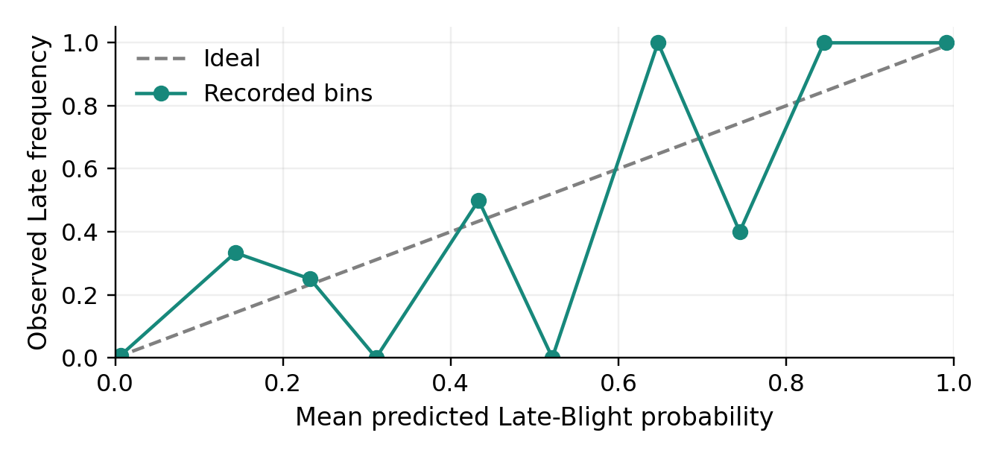 Observed Late frequency
1.0
0.8
0.6
0.4
0.2
0.0
Ideal
Recorded bins
0.0 0.2 0.4 0.6 0.8 1.0
Mean predicted Late-Blight probability